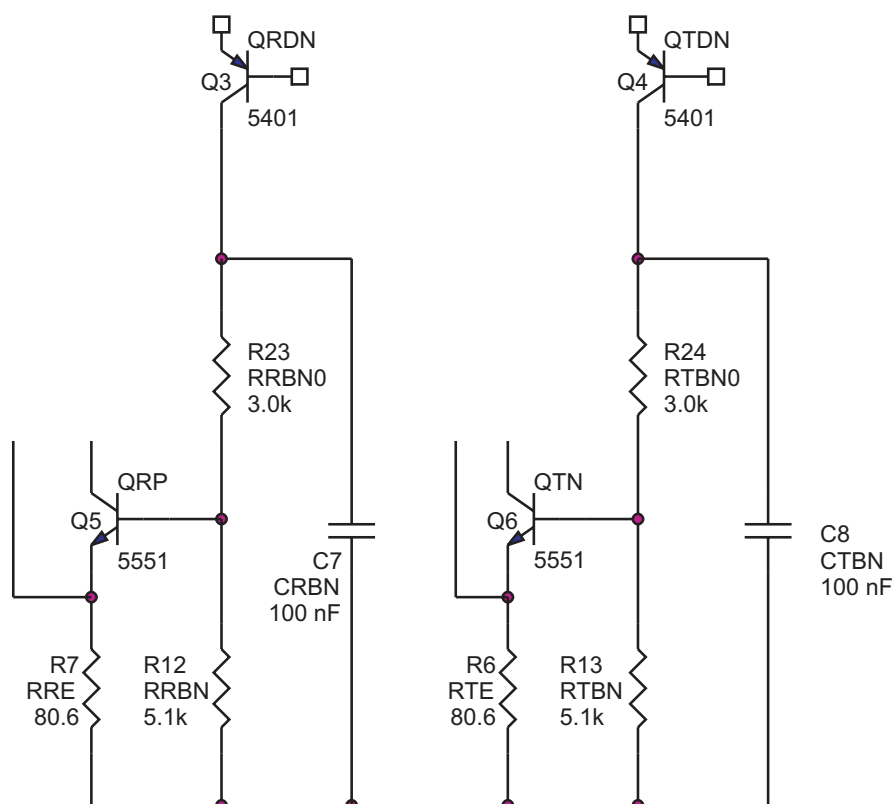 QRDN
Q3
5401
QTDN
Q4
5401
R23
RRBN0
3.0k
R24
RTBN0
3.0k
QRP
Q5
5551
QTN
Q6
5551
C7
CRBN
100 nF
C8
CTBN
100 nF
R7
RRE
80.6
R12
RRBN
5.1k
R6
RTE
80.6
R13
RTBN
5.1k